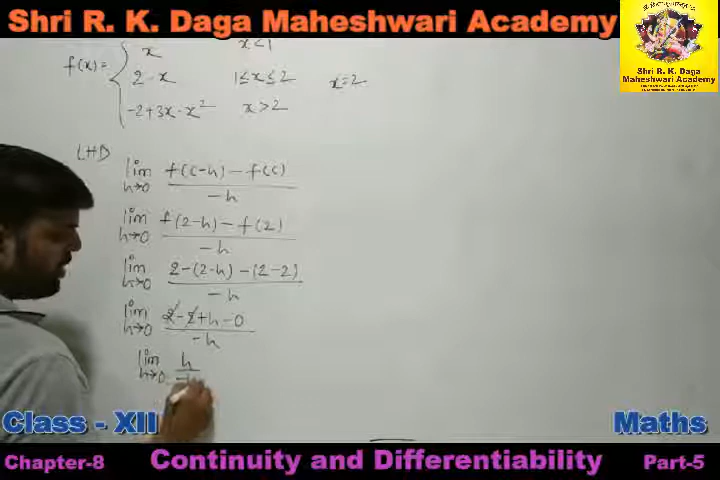 Shri R. K. Daga Maheshwari Academy
Shri R. K. Daga
Maheshwari Academy
f(x)= { x x<1
2-x 1≤x≤2 x=2
-2+3x-x² x>2
LHD
lim h→0 f(c-h)-f(c) / -h
lim h→0 f(2-h)-f(2) / -h
lim h→0 2-(2-h)-(2-2) / -h
lim h→0 2-2+h-0 / -h
lim h→0 h / -h
Class - XII
Maths
Chapter-8
Continuity and Differentiability
Part-5